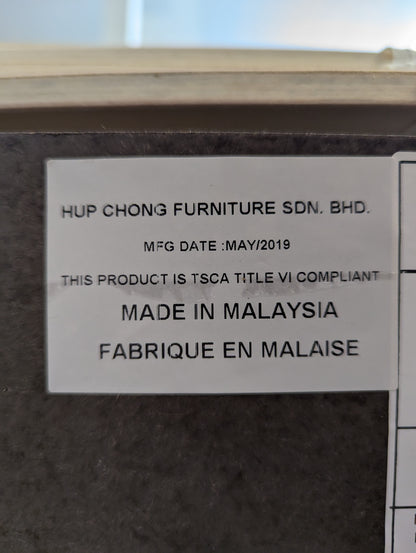 HUP CHONG FURNITURE SDN. BHD.
MFG DATE :MAY/2019
THIS PRODUCT IS TSCA TITLE VI COMPLIANT
MADE IN MALAYSIA
FABRIQUE EN MALAISE